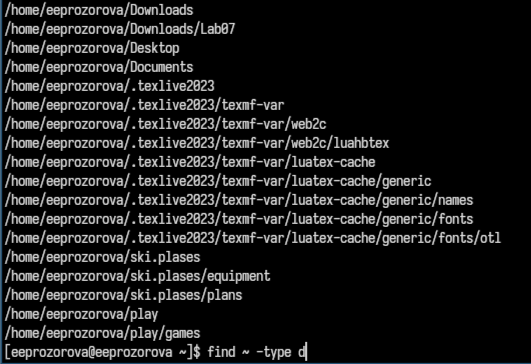 /home/eeprozorova/Downloads
/home/eeprozorova/Downloads/Lab07
/home/eeprozorova/Desktop
/home/eeprozorova/Documents
/home/eeprozorova/.texlive2023
/home/eeprozorova/.texlive2023/texmf-var
/home/eeprozorova/.texlive2023/texmf-var/web2c
/home/eeprozorova/.texlive2023/texmf-var/web2c/luahbtex
/home/eeprozorova/.texlive2023/texmf-var/luatex-cache
/home/eeprozorova/.texlive2023/texmf-var/luatex-cache/generic
/home/eeprozorova/.texlive2023/texmf-var/luatex-cache/generic/names
/home/eeprozorova/.texlive2023/texmf-var/luatex-cache/generic/fonts
/home/eeprozorova/.texlive2023/texmf-var/luatex-cache/generic/fonts/otl
/home/eeprozorova/ski.plases
/home/eeprozorova/ski.plases/equipment
/home/eeprozorova/ski.plases/plans
/home/eeprozorova/play
/home/eeprozorova/play/games
[eeprozorova@eeprozorova ~]$ find ~ -type d